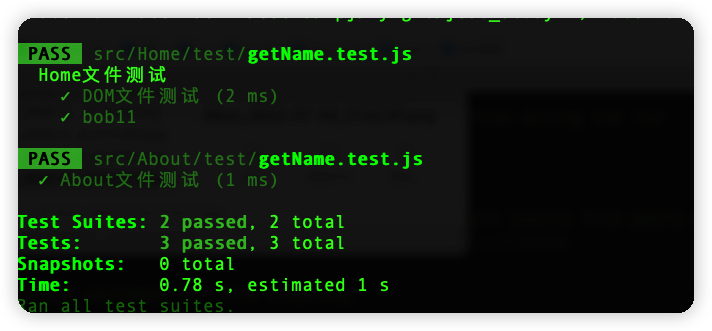 PASS src/Home/test/getName.test.js
Home文件测试
✓ DOM文件测试 (2 ms)
✓ bob11
PASS src/About/test/getName.test.js
✓ About文件测试 (1 ms)
Test Suites: 2 passed, 2 total
Tests: 3 passed, 3 total
Snapshots: 0 total
Time: 0.78 s, estimated 1 s
Ran all test suites.